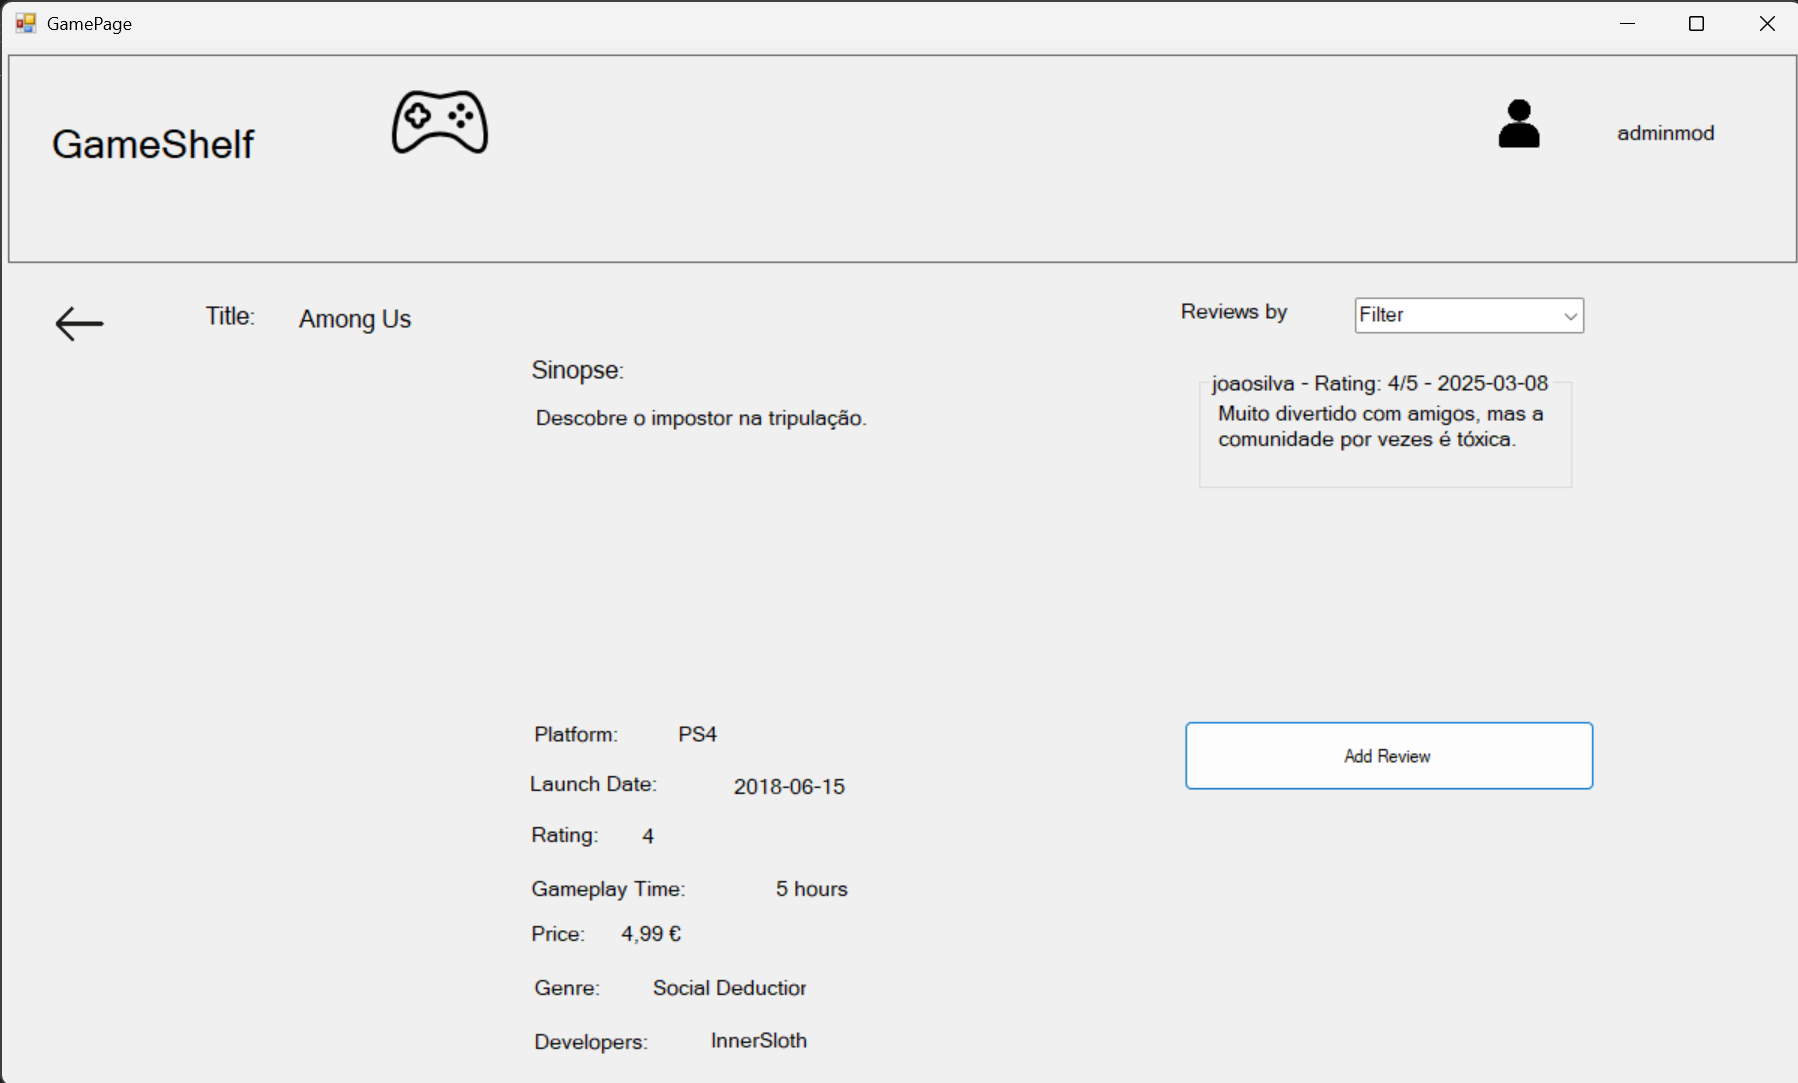 GamePage
GameShelf
adminmod
Title: Among Us
Sinopse:
Descobre o impostor na tripulação.
Platform: PS4
Launch Date: 2018-06-15
Rating: 4
Gameplay Time: 5 hours
Price: 4,99 €
Genre: Social Deduction
Developers: InnerSloth
Reviews by Filter
joaosilva - Rating: 4/5 - 2025-03-08
Muito divertido com amigos, mas a
comunidade por vezes é tóxica.
Add Review